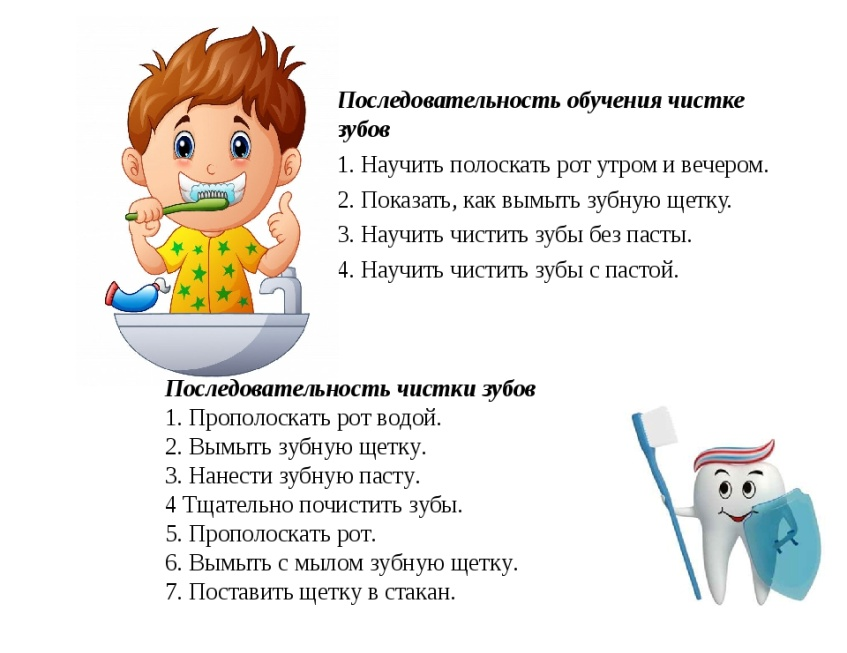 Последовательность обучения чистке
зубов
1. Научить полоскать рот утром и вечером.
2. Показать, как вымыть зубную щетку.
3. Научить чистить зубы без пасты.
4. Научить чистить зубы с пастой.
Последовательность чистки зубов
1. Прополоскать рот водой.
2. Вымыть зубную щетку.
3. Нанести зубную пасту.
4 Тщательно почистить зубы.
5. Прополоскать рот.
6. Вымыть с мылом зубную щетку.
7. Поставить щетку в стакан.